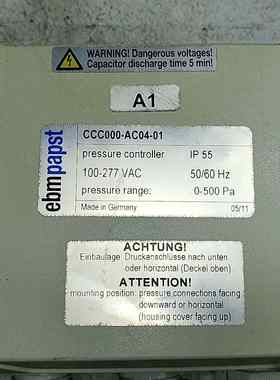 WARNING! Dangerous voltages!
Capacitor discharge time 5 min!
A1
ebmpapst
CCC000-AC04-01
pressure controller IP 55
100-277 VAC 50/60 Hz
pressure range: 0-500 Pa
Made in Germany 05/11
ACHTUNG!
Einbaulage: Druckanschlüsse nach unten
oder horizontal (Deckel oben)
ATTENTION!
mounting position: pressure connections facing
downward or horizontal
(housing cover facing up)